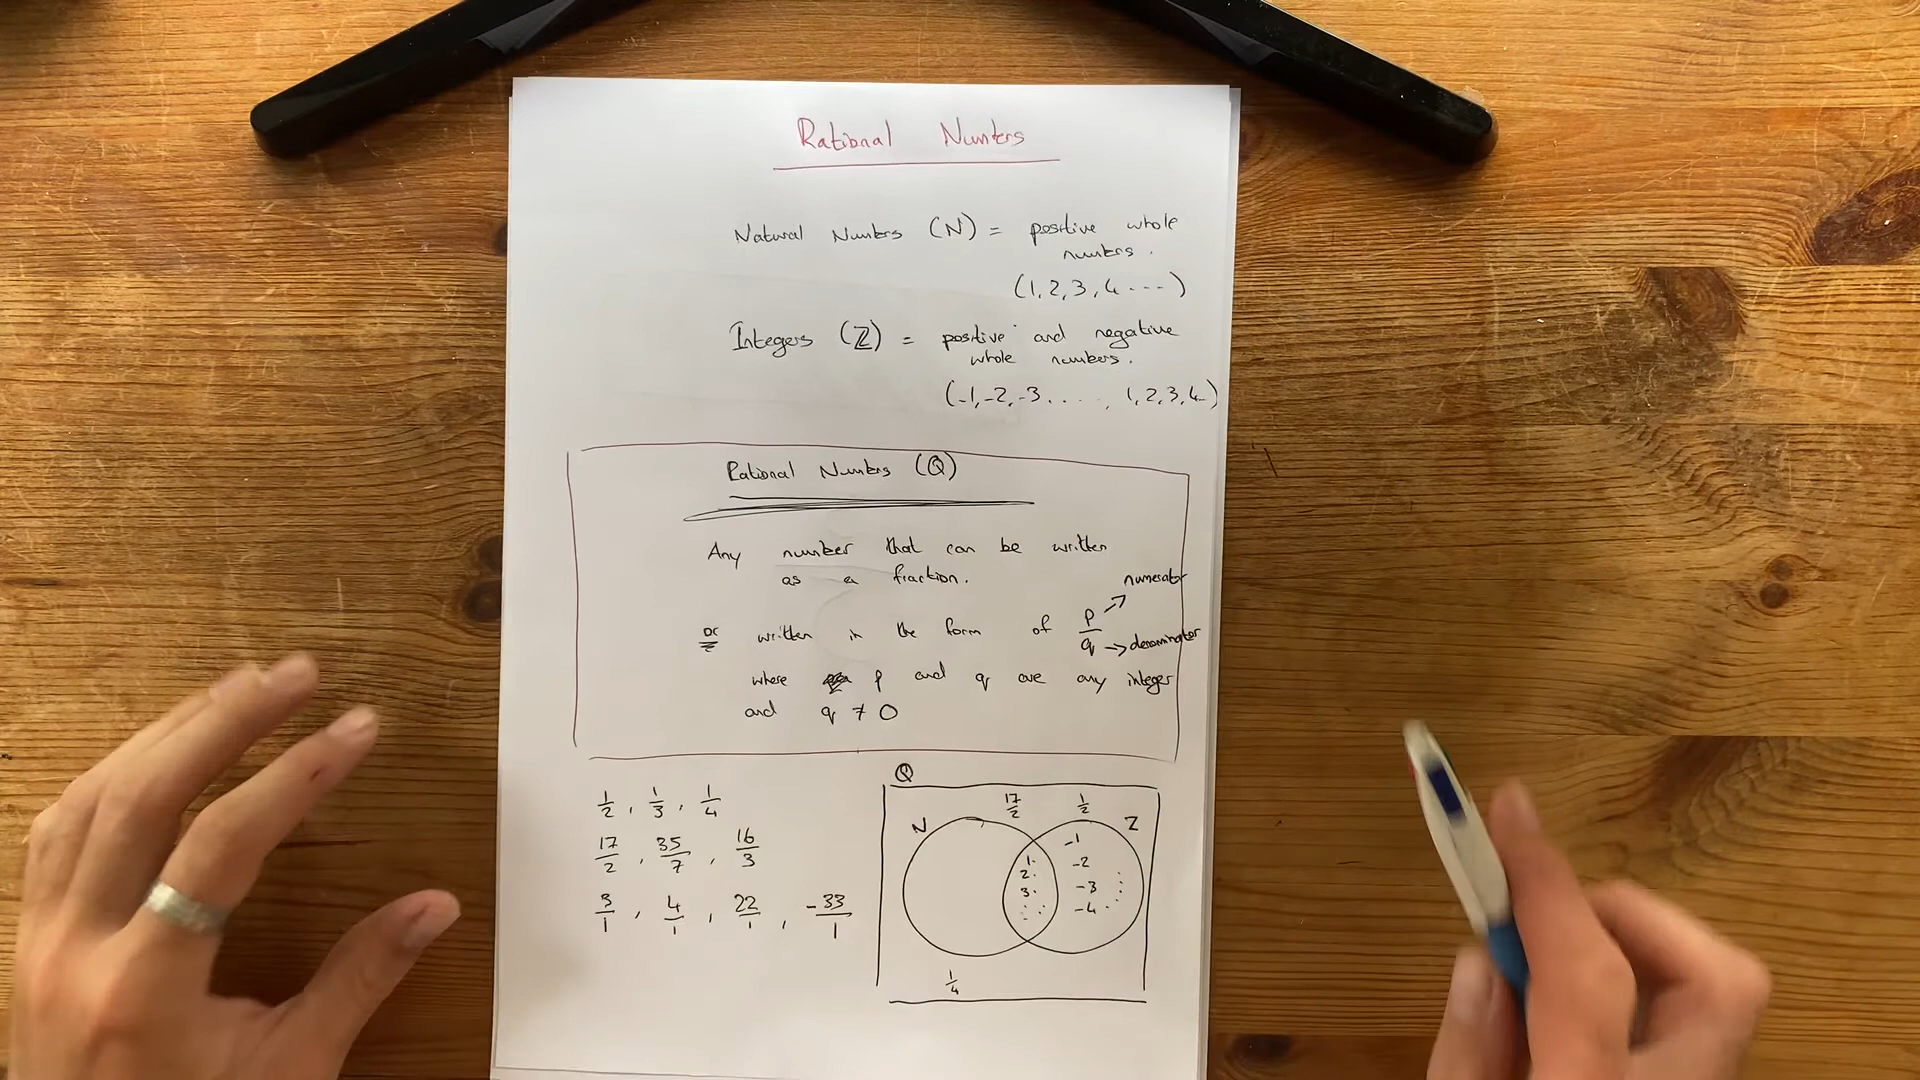 Rational Numbers
Natural Numbers (N) = positive whole
numbers.
(1, 2, 3, 4 ....)
Integers (ℤ) = positive and negative
whole numbers.
(-1, -2, -3. . . . , 1, 2, 3, 4-)
Rational Numbers (Q)
Any number that can be written
as a fraction.
numerator
or written in the form of p/q
denominator
where p and q are any integer
and q ≠ 0
1/2 , 1/3 , 1/4
17/2 , 35/7 , 16/3
3/1 , 4/1 , 22/1 , -33/1
Q
17/2 1/2
N Z
-1
1. -2
2.
3. -3
-4
1/4